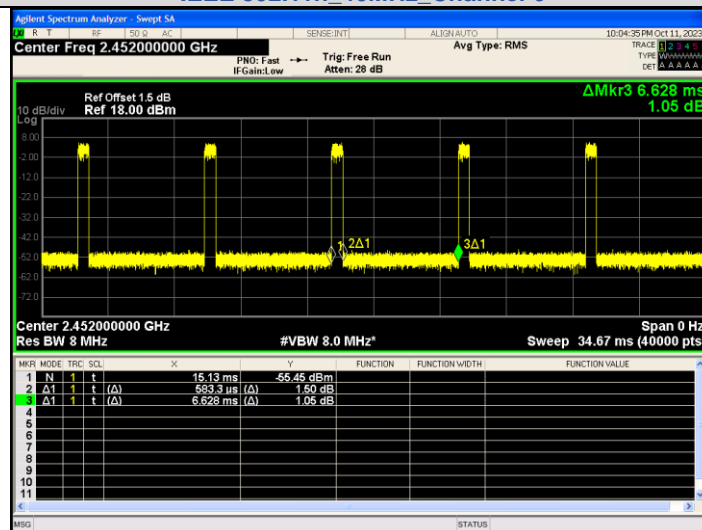 Agilent Spectrum Analyzer - Swept SA
R T RF 50 Ω AC SENSE:INT ALIGN AUTO 10:04:35 PM Oct 11, 2023
Center Freq 2.452000000 GHz
PNO: Fast
IFGain:Low
Trig: Free Run
Atten: 28 dB
Avg Type: RMS
TRACE 1 2 3 4 5
TYPE W
DET A A A A A
ΔMkr3 6.628 ms
1.05 dB
Ref Offset 1.5 dB
10 dB/div Ref 18.00 dBm
Log
8.00
-2.00
-12.0
-22.0
-32.0
-42.0
-52.0
-62.0
-72.0
1 2Δ1 3Δ1
Center 2.452000000 GHz Span 0 Hz
Res BW 8 MHz #VBW 8.0 MHz* Sweep 34.67 ms (40000 pts
MKR MODE TRC SCL X Y FUNCTION FUNCTION WIDTH FUNCTION VALUE
1 N 1 t 15.13 ms -55.45 dBm
2 Δ1 1 t (Δ) 583.3 µs (Δ) 1.50 dB
3 Δ1 1 t (Δ) 6.628 ms (Δ) 1.05 dB
4
5
6
7
8
9
10
11
MSG STATUS